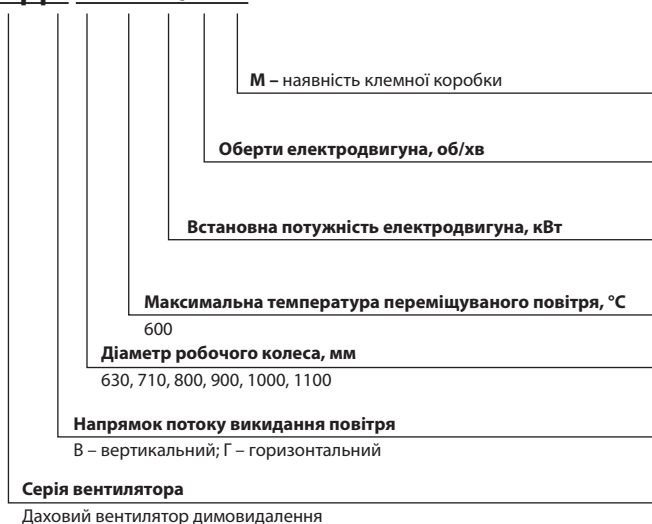 М – наявність клемної коробки
Оберти електродвигуна, об/хв
Встановна потужність електродвигуна, кВт
Максимальна температура переміщуваного повітря, °C
600
Діаметр робочого колеса, мм
630, 710, 800, 900, 1000, 1100
Напрямок потоку викидання повітря
В – вертикальний; Г – горизонтальний
Серія вентилятора
Даховий вентилятор димовидалення